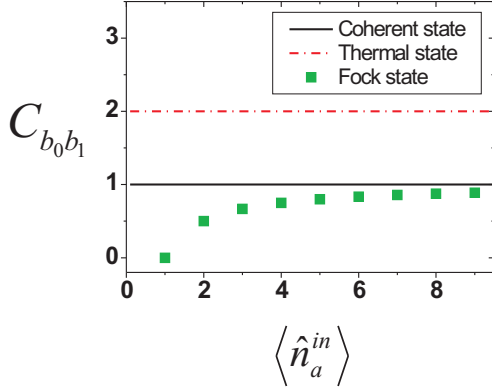 Coherent state
Thermal state
Fock state
3
2
1
0
C_{b_0 b_1}
0 2 4 6 8
⟨n̂_a^{in}⟩